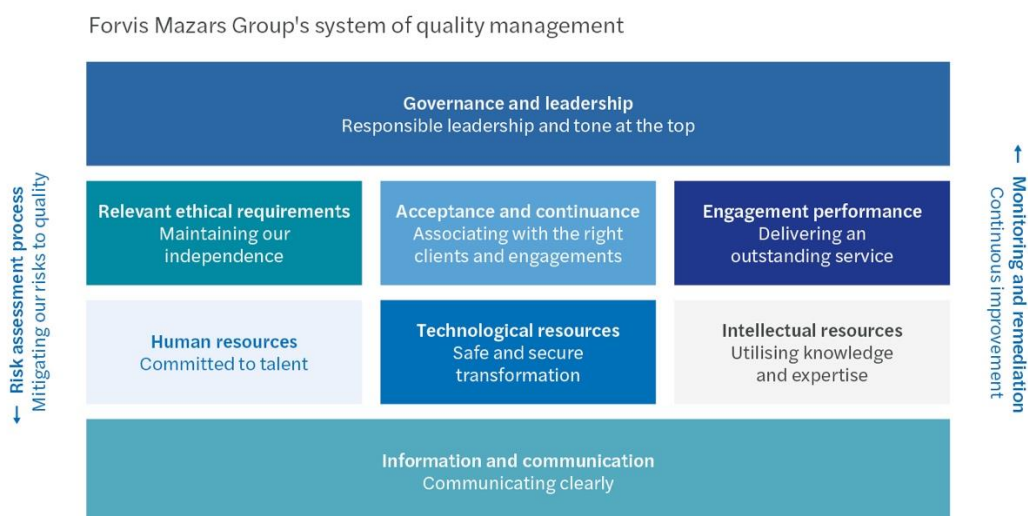 Forvis Mazars Group's system of quality management
Governance and leadership
Responsible leadership and tone at the top
Relevant ethical requirements
Maintaining our
independence
Acceptance and continuance
Associating with the right
clients and engagements
Engagement performance
Delivering an
outstanding service
Human resources
Committed to talent
Technological resources
Safe and secure
transformation
Intellectual resources
Utilising knowledge
and expertise
Information and communication
Communicating clearly
← Risk assessment process
Mitigating our risks to quality
← Monitoring and remediation
Continuous improvement